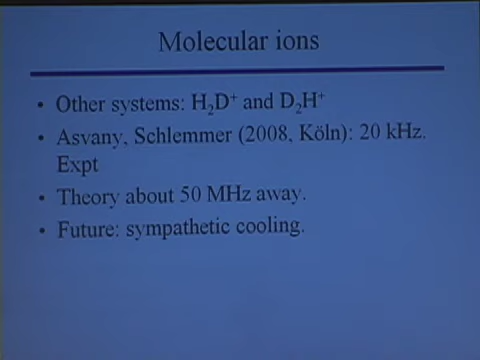 Molecular ions
• Other systems: H₂D⁺ and D₂H⁺
• Asvany, Schlemmer (2008, Köln): 20 kHz.
Expt
• Theory about 50 MHz away.
• Future: sympathetic cooling.